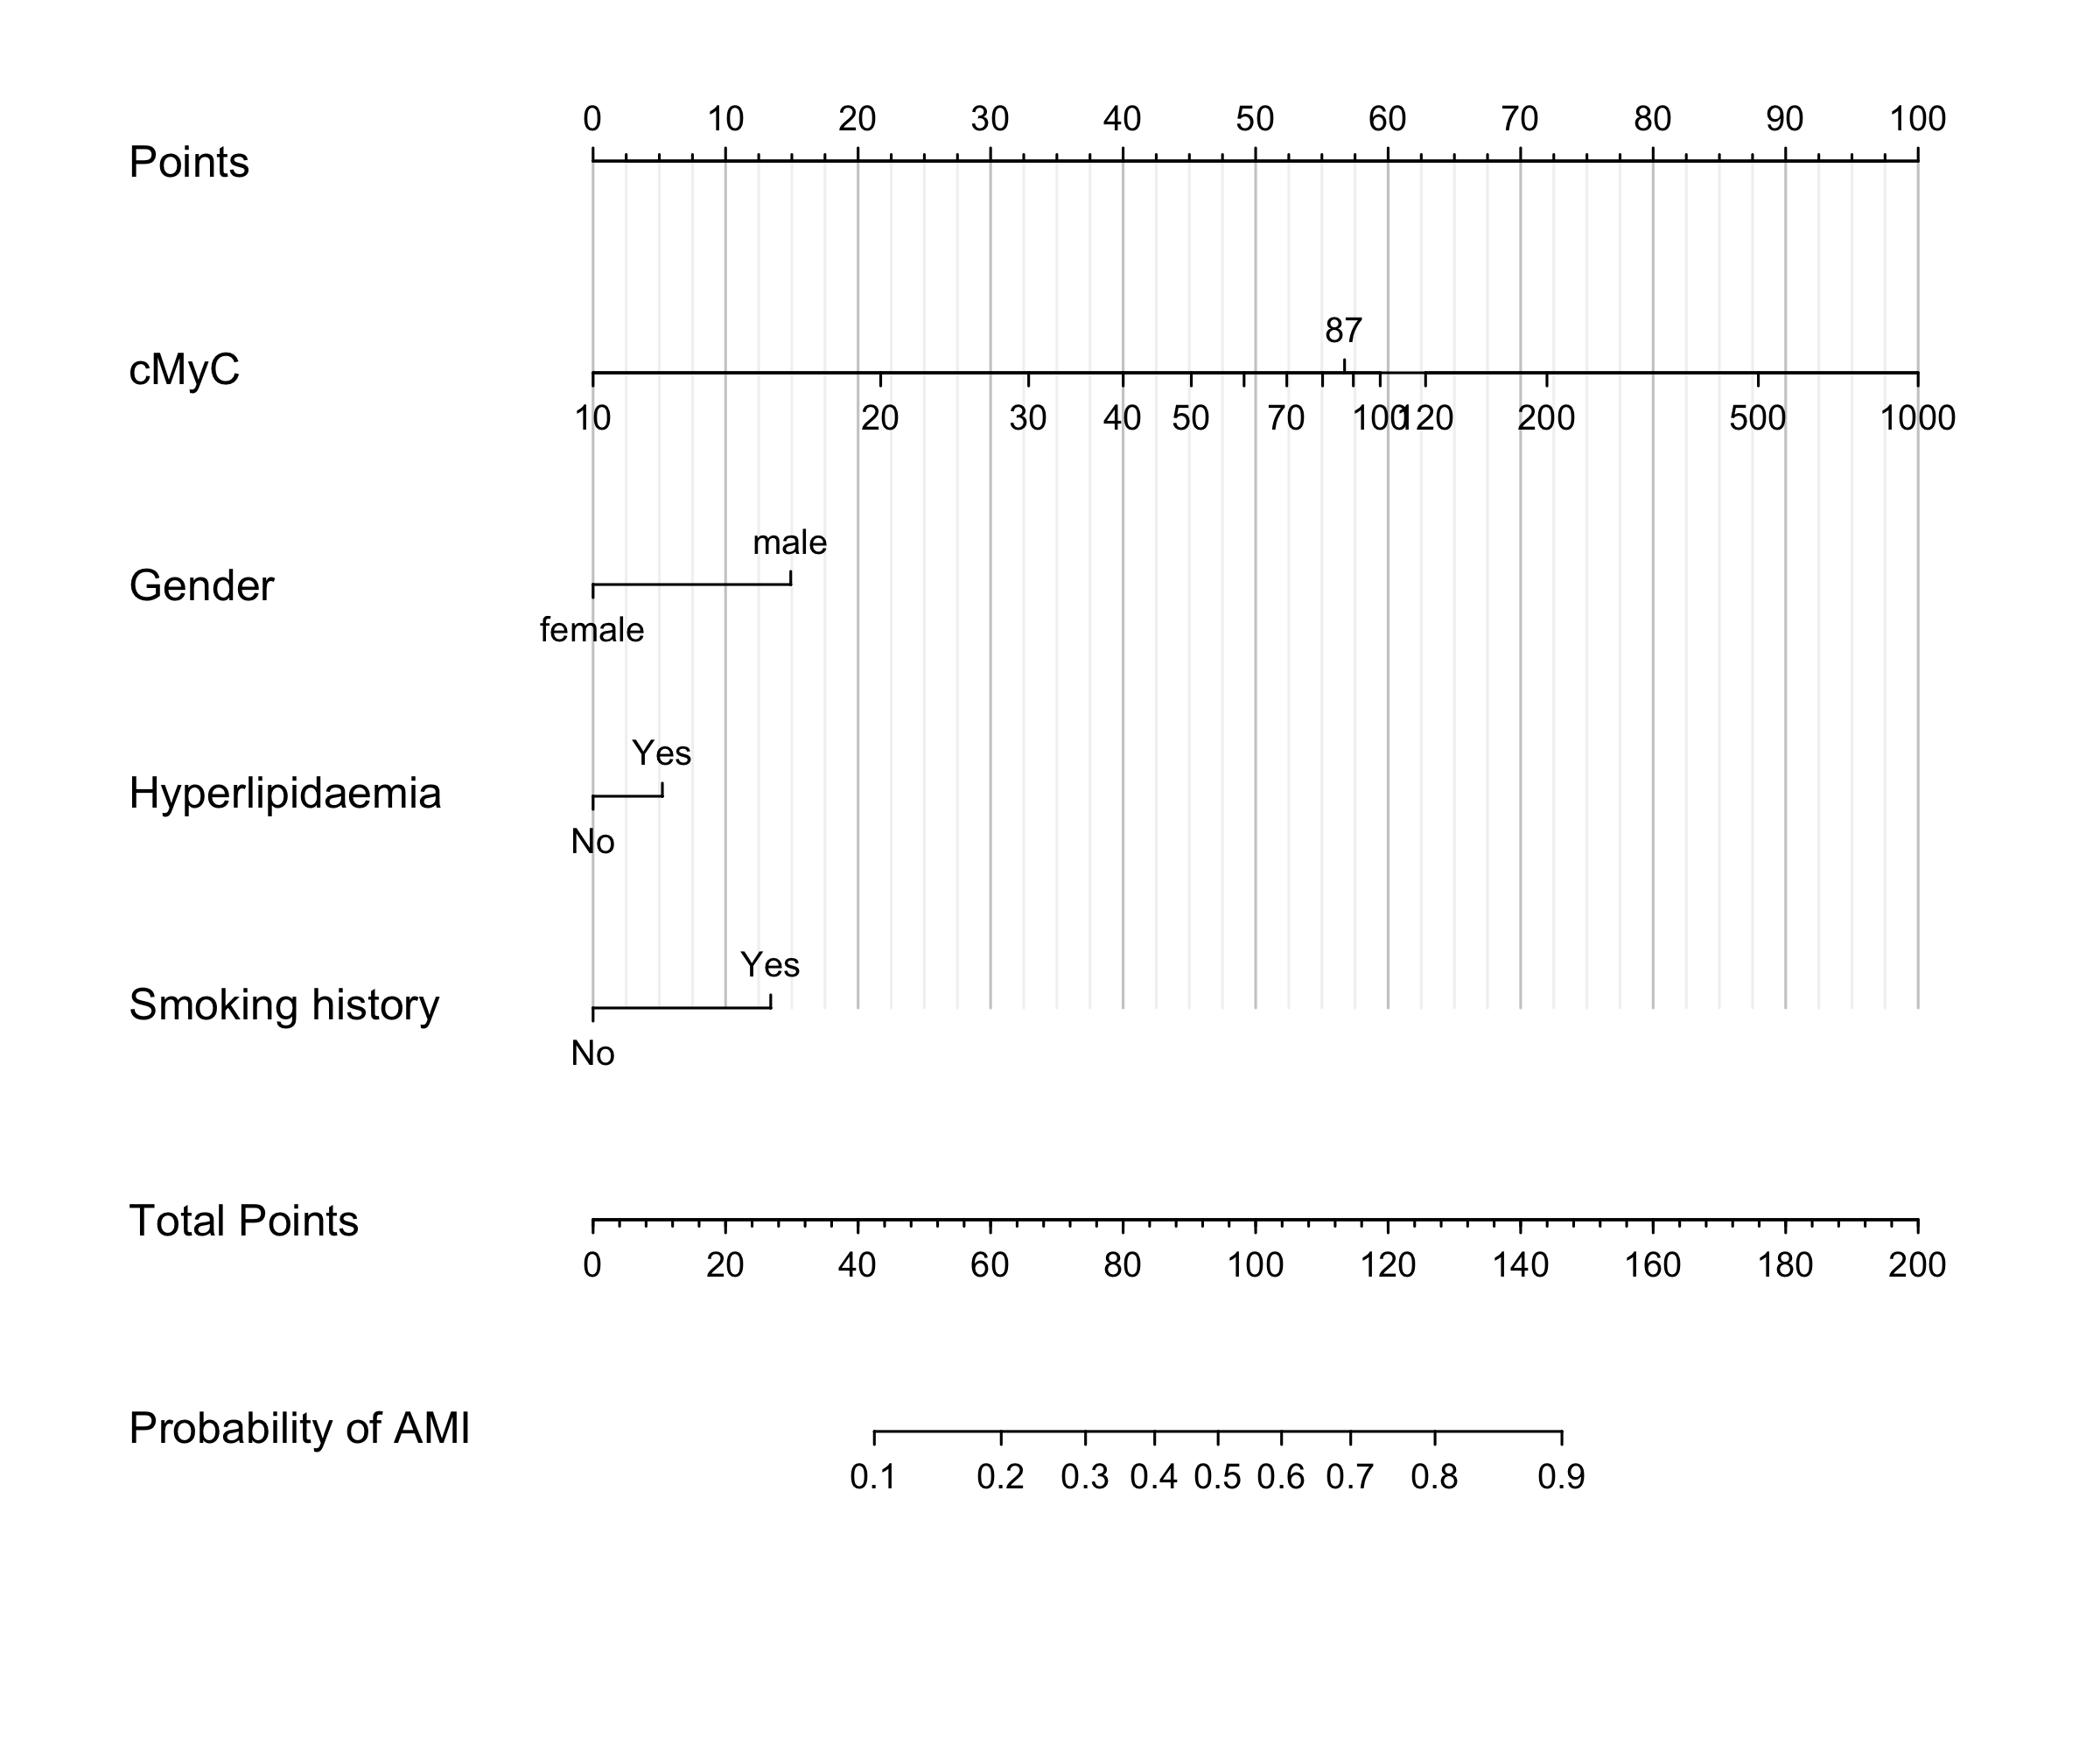 0 10 20 30 40 50 60 70 80 90 100
Points
87
cMyC
10 20 30 40 50 70 100 120 200 500 1000
male
Gender
female
Yes
Hyperlipidaemia
No
Yes
Smoking history
No
Total Points
0 20 40 60 80 100 120 140 160 180 200
Probability of AMI
0.1 0.2 0.3 0.4 0.5 0.6 0.7 0.8 0.9